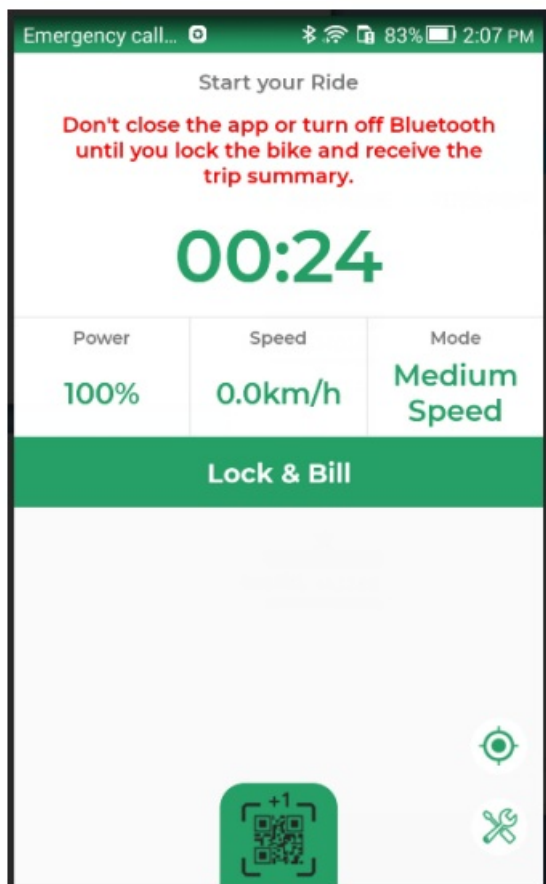 Emergency call... 83% 2:07 PM
Start your Ride
Don't close the app or turn off Bluetooth
until you lock the bike and receive the
trip summary.
00:24
Power Speed Mode
100% 0.0km/h Medium
Speed
Lock & Bill
+1